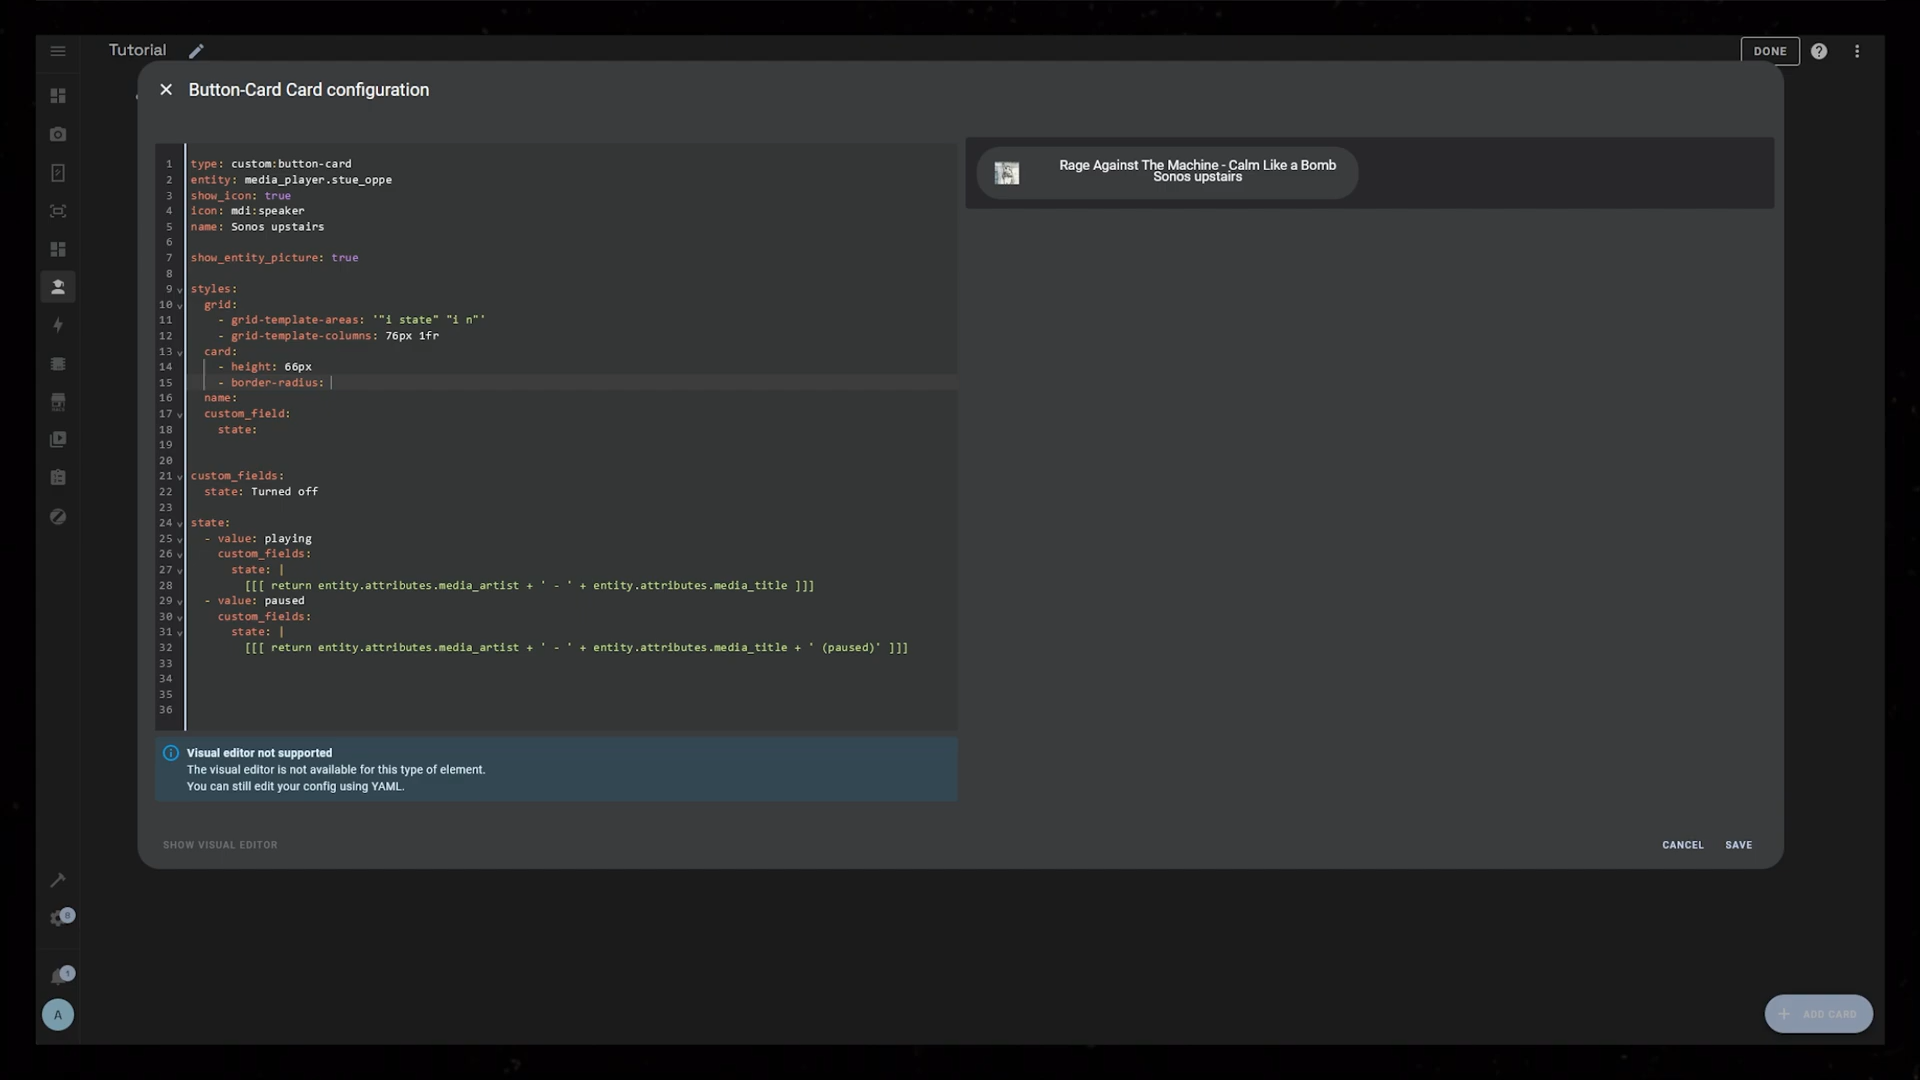 Tutorial
DONE
Button-Card Card configuration
1 type: custom:button-card
2 entity: media_player.stue_oppe
3 show_icon: true
4 icon: mdi:speaker
5 name: Sonos upstairs
6
7 show_entity_picture: true
8
9 styles:
10 grid:
11 - grid-template-areas: '"i state" "i n"'
12 - grid-template-columns: 76px 1fr
13 card:
14 - height: 66px
15 - border-radius:
16 name:
17 custom_field:
18 state:
19
20
21 custom_fields:
22 state: Turned off
23
24 state:
25 - value: playing
26 custom_fields:
27 state: |
28 [[[ return entity.attributes.media_artist + ' - ' + entity.attributes.media_title ]]]
29 - value: paused
30 custom_fields:
31 state: |
32 [[[ return entity.attributes.media_artist + ' - ' + entity.attributes.media_title + ' (paused)' ]]]
33
34
35
36
Rage Against The Machine - Calm Like a Bomb
Sonos upstairs
Visual editor not supported
The visual editor is not available for this type of element.
You can still edit your config using YAML.
SHOW VISUAL EDITOR
CANCEL
SAVE
8
1
A
+ ADD CARD